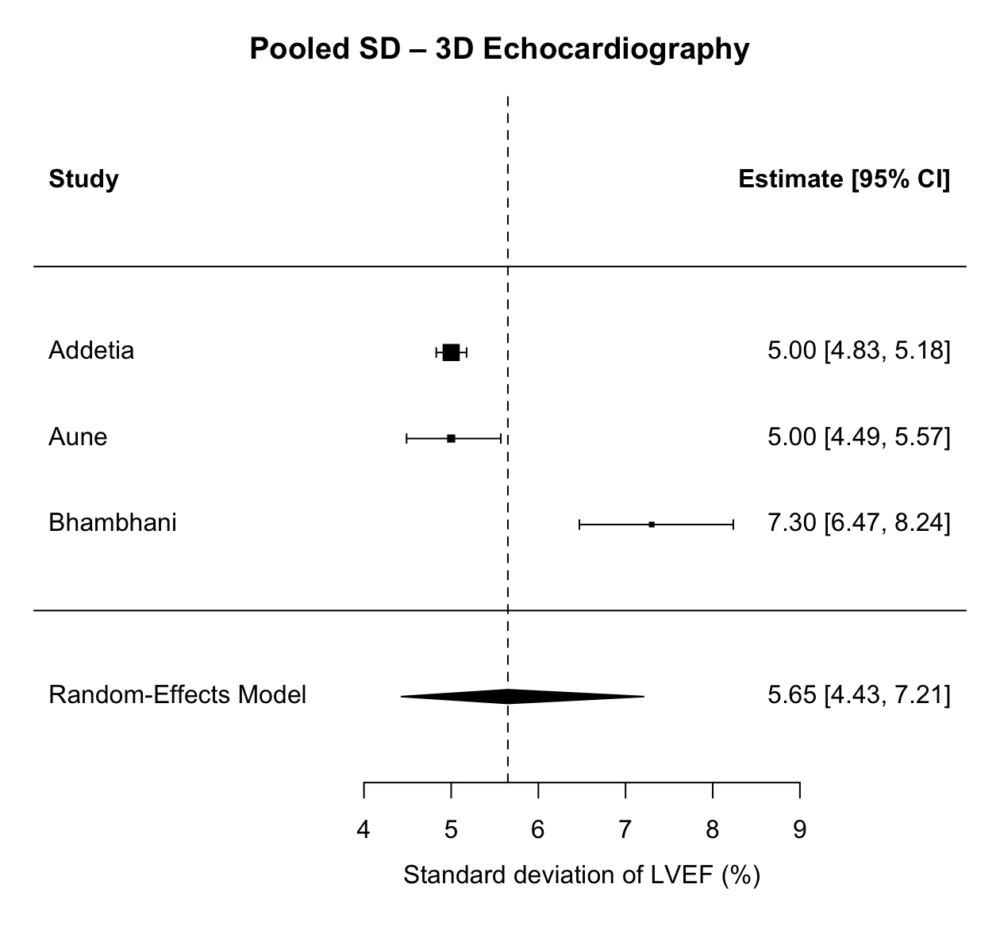 Pooled SD – 3D Echocardiography
Study Estimate [95% CI]
Addetia 5.00 [4.83, 5.18]
Aune 5.00 [4.49, 5.57]
Bhambhani 7.30 [6.47, 8.24]
Random-Effects Model 5.65 [4.43, 7.21]
4 5 6 7 8 9
Standard deviation of LVEF (%)